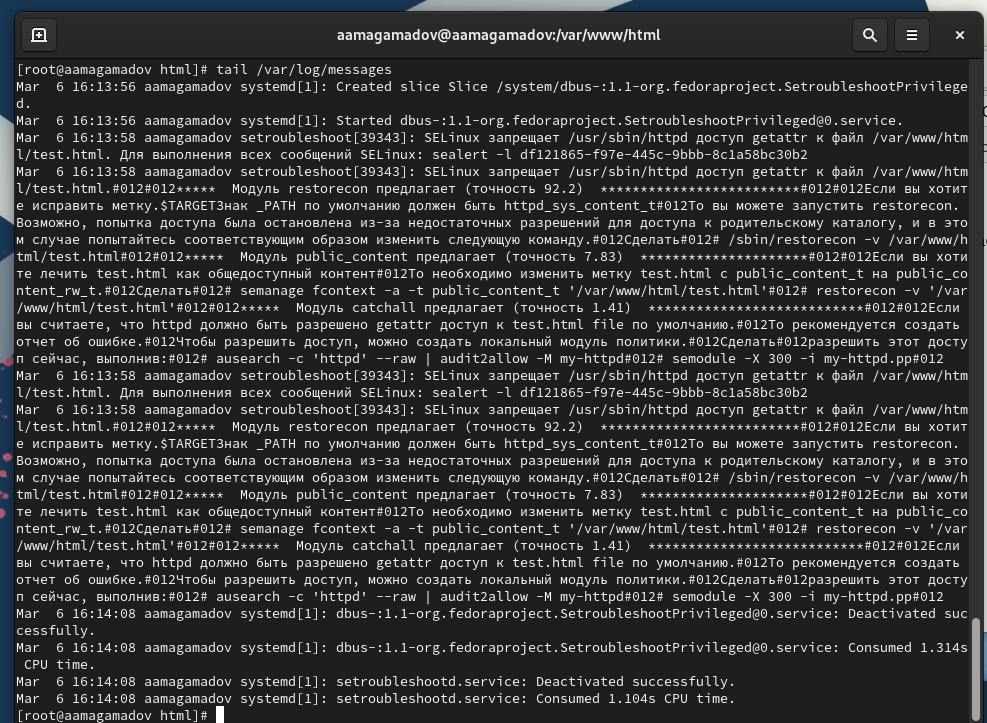 aamagamadov@aamagamadov:/var/www/html
[root@aamagamadov html]# tail /var/log/messages
Mar  6 16:13:56 aamagamadov systemd[1]: Created slice Slice /system/dbus-:1.1-org.fedoraproject.SetroubleshootPrivilege
d.
Mar  6 16:13:56 aamagamadov systemd[1]: Started dbus-:1.1-org.fedoraproject.SetroubleshootPrivileged@0.service.
Mar  6 16:13:58 aamagamadov setroubleshoot[39343]: SELinux запрещает /usr/sbin/httpd доступ getattr к файл /var/www/htm
l/test.html. Для выполнения всех сообщений SELinux: sealert -l df121865-f97e-445c-9bbb-8c1a58bc30b2
Mar  6 16:13:58 aamagamadov setroubleshoot[39343]: SELinux запрещает /usr/sbin/httpd доступ getattr к файл /var/www/htm
l/test.html.#012#012*****  Модуль restorecon предлагает (точность 92.2)  *************************#012#012Если вы хотит
е исправить метку.$TARGETЗнак _PATH по умолчанию должен быть httpd_sys_content_t#012То вы можете запустить restorecon.
Возможно, попытка доступа была остановлена из-за недостаточных разрешений для доступа к родительскому каталогу, и в это
м случае попытайтесь соответствующим образом изменить следующую команду.#012Сделать#012# /sbin/restorecon -v /var/www/h
tml/test.html#012#012*****  Модуль public_content предлагает (точность 7.83)  *********************#012#012Если вы хоти
те лечить test.html как общедоступный контент#012То необходимо изменить метку test.html с public_content_t на public_co
ntent_rw_t.#012Сделать#012# semanage fcontext -a -t public_content_t '/var/www/html/test.html'#012# restorecon -v '/var
/www/html/test.html'#012#012*****  Модуль catchall предлагает (точность 1.41)  ***************************#012#012Если
вы считаете, что httpd должно быть разрешено getattr доступ к test.html file по умолчанию.#012То рекомендуется создать
отчет об ошибке.#012Чтобы разрешить доступ, можно создать локальный модуль политики.#012Сделать#012разрешить этот досту
п сейчас, выполнив:#012# ausearch -c 'httpd' --raw | audit2allow -M my-httpd#012# semodule -X 300 -i my-httpd.pp#012
Mar  6 16:13:58 aamagamadov setroubleshoot[39343]: SELinux запрещает /usr/sbin/httpd доступ getattr к файл /var/www/htm
l/test.html. Для выполнения всех сообщений SELinux: sealert -l df121865-f97e-445c-9bbb-8c1a58bc30b2
Mar  6 16:13:58 aamagamadov setroubleshoot[39343]: SELinux запрещает /usr/sbin/httpd доступ getattr к файл /var/www/htm
l/test.html.#012#012*****  Модуль restorecon предлагает (точность 92.2)  *************************#012#012Если вы хотит
е исправить метку.$TARGETЗнак _PATH по умолчанию должен быть httpd_sys_content_t#012То вы можете запустить restorecon.
Возможно, попытка доступа была остановлена из-за недостаточных разрешений для доступа к родительскому каталогу, и в это
м случае попытайтесь соответствующим образом изменить следующую команду.#012Сделать#012# /sbin/restorecon -v /var/www/h
tml/test.html#012#012*****  Модуль public_content предлагает (точность 7.83)  *********************#012#012Если вы хоти
те лечить test.html как общедоступный контент#012То необходимо изменить метку test.html с public_content_t на public_co
ntent_rw_t.#012Сделать#012# semanage fcontext -a -t public_content_t '/var/www/html/test.html'#012# restorecon -v '/var
/www/html/test.html'#012#012*****  Модуль catchall предлагает (точность 1.41)  ***************************#012#012Если
вы считаете, что httpd должно быть разрешено getattr доступ к test.html file по умолчанию.#012То рекомендуется создать
отчет об ошибке.#012Чтобы разрешить доступ, можно создать локальный модуль политики.#012Сделать#012разрешить этот досту
п сейчас, выполнив:#012# ausearch -c 'httpd' --raw | audit2allow -M my-httpd#012# semodule -X 300 -i my-httpd.pp#012
Mar  6 16:14:08 aamagamadov systemd[1]: dbus-:1.1-org.fedoraproject.SetroubleshootPrivileged@0.service: Deactivated suc
cessfully.
Mar  6 16:14:08 aamagamadov systemd[1]: dbus-:1.1-org.fedoraproject.SetroubleshootPrivileged@0.service: Consumed 1.314s
 CPU time.
Mar  6 16:14:08 aamagamadov systemd[1]: setroubleshootd.service: Deactivated successfully.
Mar  6 16:14:08 aamagamadov systemd[1]: setroubleshootd.service: Consumed 1.104s CPU time.
[root@aamagamadov html]#